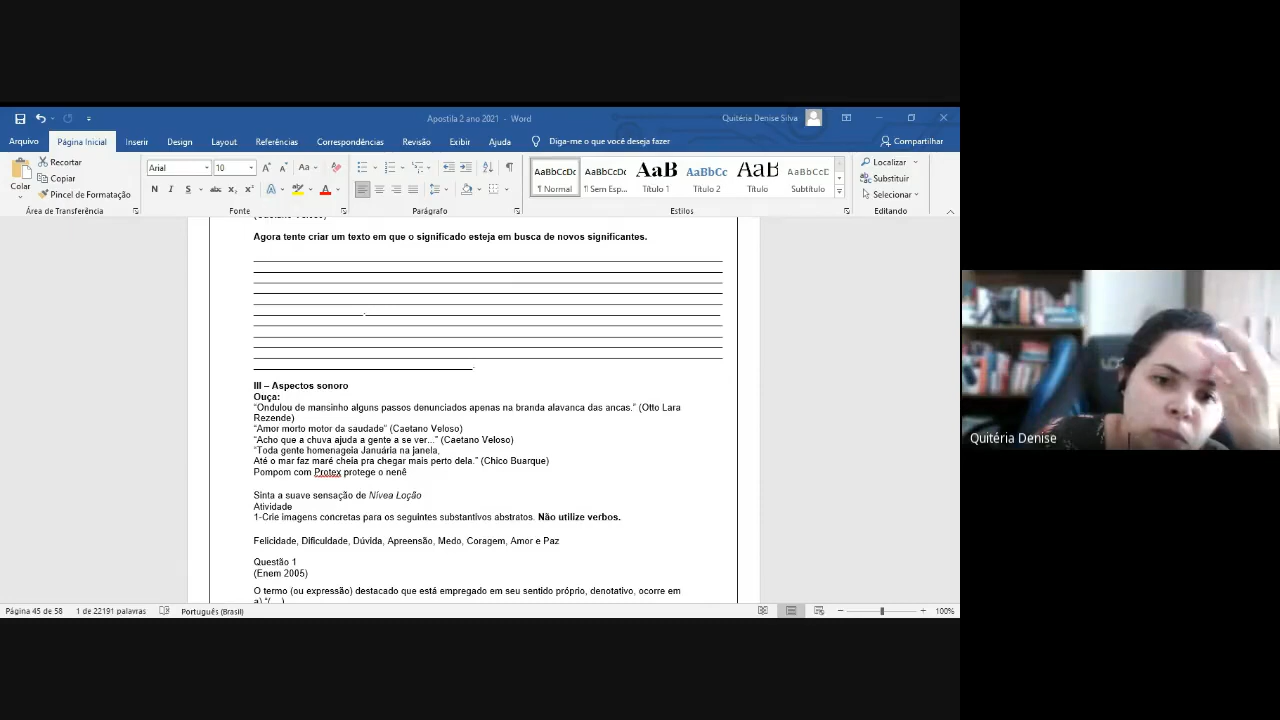 Apostila 2 ano 2021 - Word
Quitéria Denise Silva
Arquivo
Página Inicial
Inserir
Design
Layout
Referências
Correspondências
Revisão
Exibir
Ajuda
Diga-me o que você deseja fazer
Compartilhar
Colar
Recortar
Copiar
Pincel de Formatação
Área de Transferência
Arial
10
Aa
N I S abc x₂ x²
Fonte
Parágrafo
AaBbCcDc
AaBbCcDc
AaB
AaBbCc
AaB
AaBbCcC
¶ Normal
¶ Sem Esp...
Título 1
Título 2
Título
Subtítulo
Estilos
Localizar
Substituir
Selecionar
Editando
Agora tente criar um texto em que o significado esteja em busca de novos significantes.
III – Aspectos sonoro
Ouça:
“Ondulou de mansinho alguns passos denunciados apenas na branda alavanca das ancas.” (Otto Lara
Rezende)
“Amor morto motor da saudade” (Caetano Veloso)
“Acho que a chuva ajuda a gente a se ver...” (Caetano Veloso)
“Toda gente homenageia Januária na janela,
Até o mar faz maré cheia pra chegar mais perto dela.” (Chico Buarque)
Pompom com Protex protege o nenê
Sinta a suave sensação de Nívea Loção
Atividade
1-Crie imagens concretas para os seguintes substantivos abstratos. Não utilize verbos.
Felicidade, Dificuldade, Dúvida, Apreensão, Medo, Coragem, Amor e Paz
Questão 1
(Enem 2005)
O termo (ou expressão) destacado que está empregado em seu sentido próprio, denotativo, ocorre em
Página 45 de 58
1 de 22191 palavras
Português (Brasil)
100%
Quitéria Denise